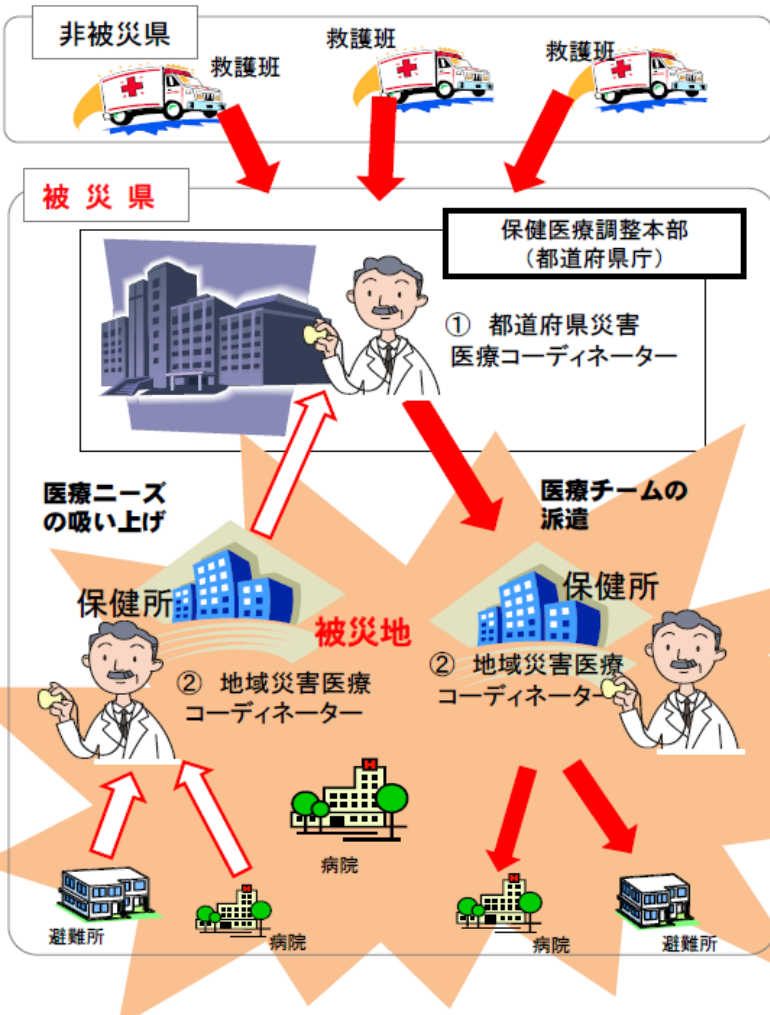 非被災県
救護班
救護班
救護班
被災県
保健医療調整本部
（都道府県庁）
① 都道府県災害
医療コーディネーター
医療ニーズ
の吸い上げ
医療チームの
派遣
保健所
保健所
被災地
② 地域災害医療
コーディネーター
② 地域災害医療
コーディネーター
病院
避難所
病院
病院
避難所